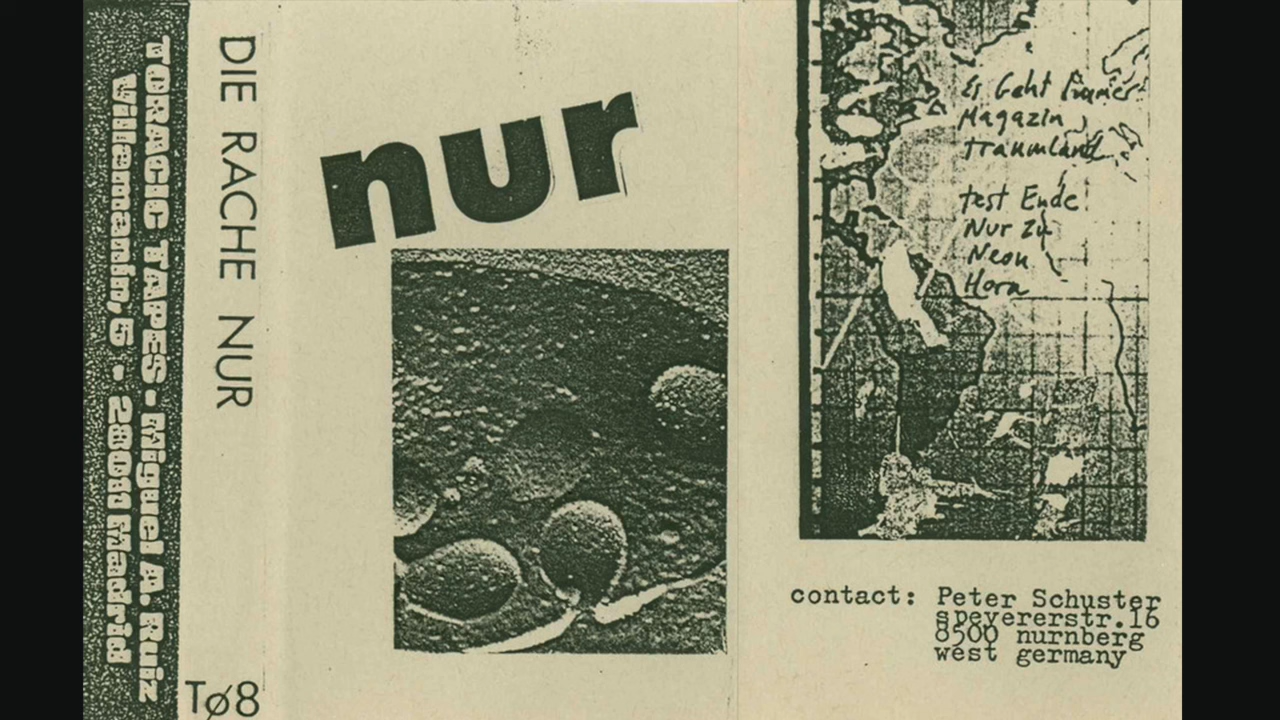 TORACIC TAPES · Miguel A. Ruiz
Villamanin, 5 - 28011 Madrid
DIE RACHE NUR
TØ8
nur
Es Geht Immer
Magazin
traumland
test Ende
Nur Zu
Neon
Horn
contact: Peter Schuster
speyererstr.16
8500 nurnberg
west germany